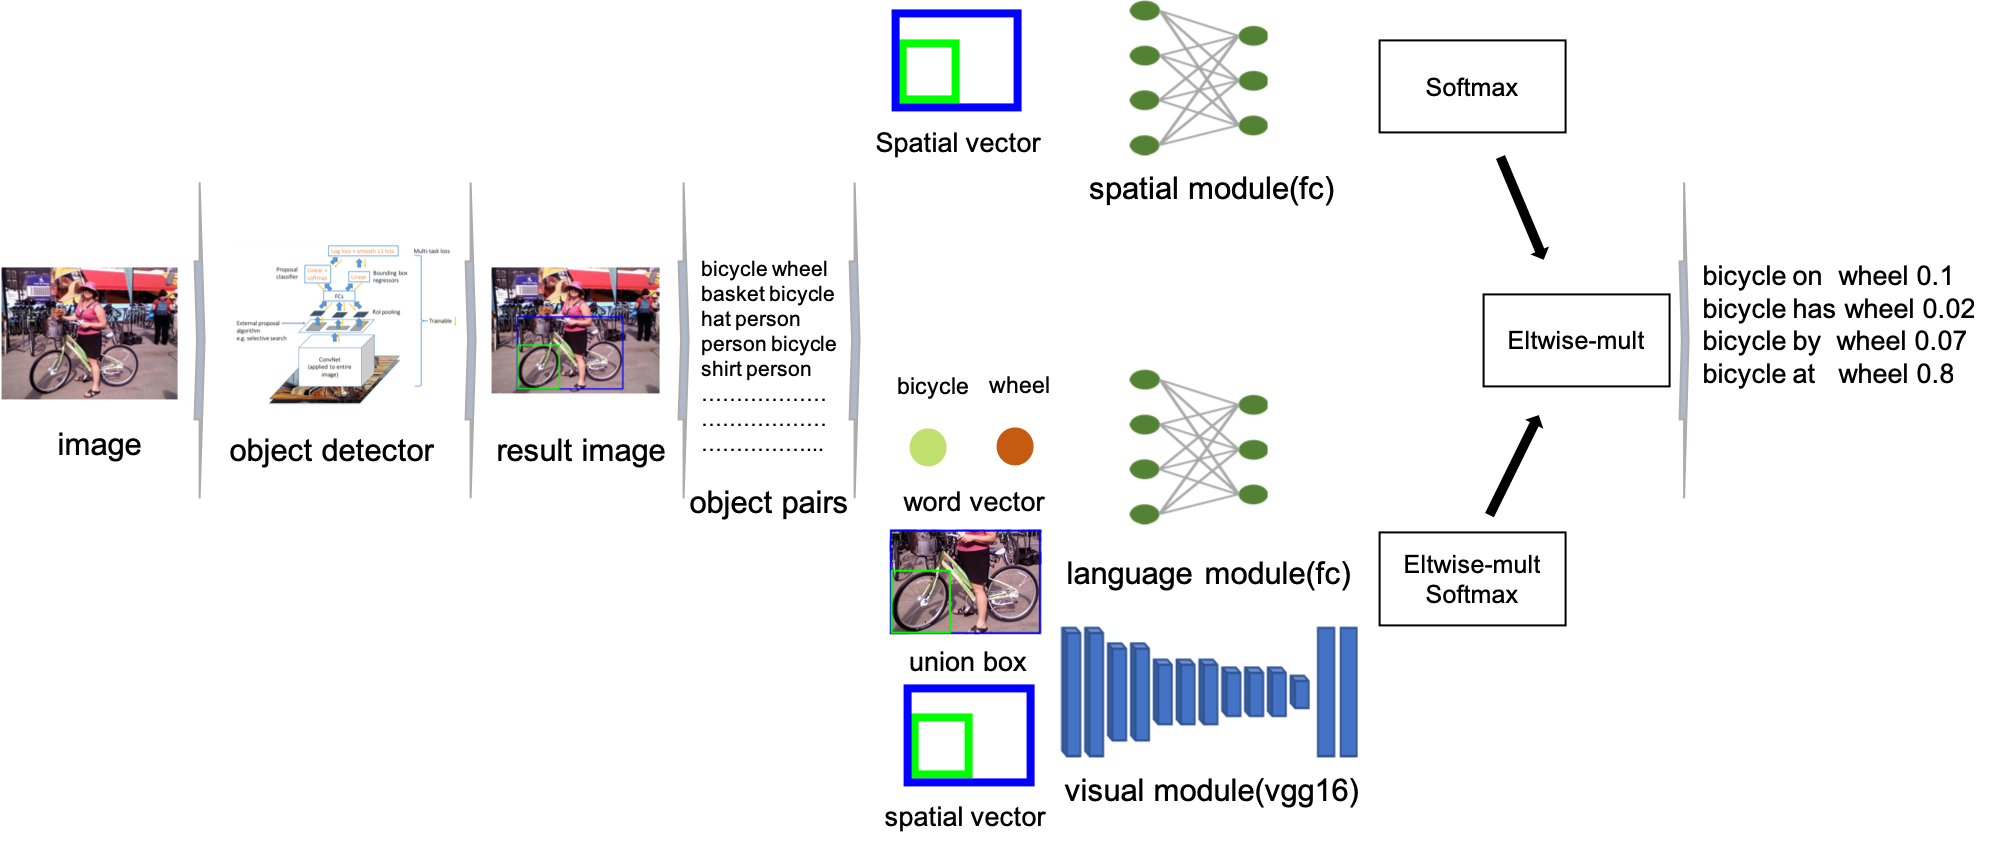 image
Log loss + smooth L1 loss
Multi-task loss
Proposal
classifier
Linear +
softmax
Linear
Bounding box
regressors
FCs
RoI pooling
External proposal
algorithm
e.g. selective search
Trainable
ConvNet
(applied to entire
image)
object detector
result image
bicycle wheel
basket bicycle
hat person
person bicycle
shirt person
………………
………………
………………
object pairs
Spatial vector
spatial module(fc)
Softmax
bicycle wheel
word vector
language module(fc)
union box
spatial vector
visual module(vgg16)
Eltwise-mult
Softmax
Eltwise-mult
bicycle on wheel 0.1
bicycle has wheel 0.02
bicycle by wheel 0.07
bicycle at wheel 0.8